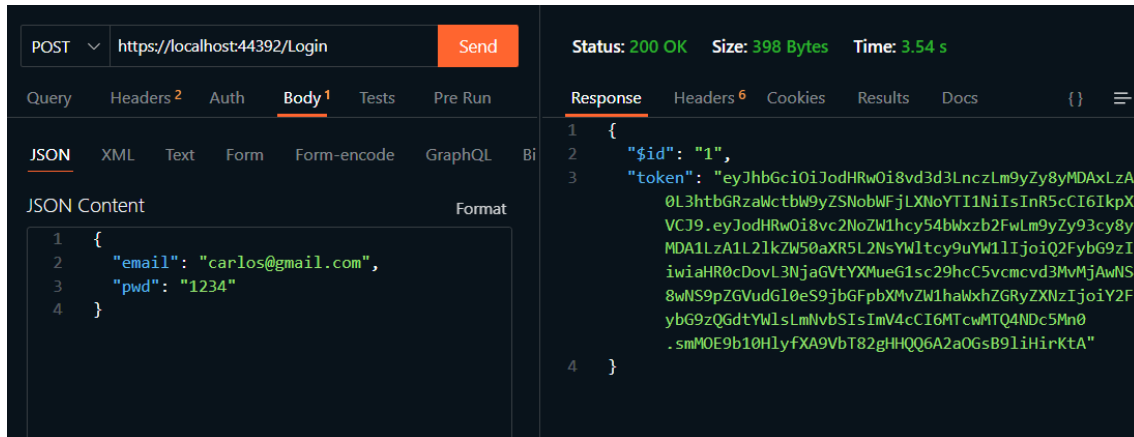 POST https://localhost:44392/Login Send
Query Headers 2 Auth Body 1 Tests Pre Run
JSON XML Text Form Form-encode GraphQL Bi
JSON Content Format
1 {
2 "email": "carlos@gmail.com",
3 "pwd": "1234"
4 }
Status: 200 OK Size: 398 Bytes Time: 3.54 s
Response Headers 6 Cookies Results Docs {}
1 {
2 "$id": "1",
3 "token": "eyJhbGciOiJodHRwOi8vd3d3LnczLm9yZy8yMDAxLzA
0L3htbGRzaWctbW9yZSNobWFjLXNoYTI1NiIsInR5cCI6IkpX
VCJ9.eyJodHRwOi8vc2NoZW1hcy54bWxzb2FwLm9yZy93cy8y
MDA1LzA1L2lkZW50aXR5L2NsYWltcy9uYW1lIjoiQ2FybG9zI
iwiaHR0cDovL3NjaGVtYXMueG1sc29hcC5vcmcvd3MvMjAwNS
8wNS9pZGVudGl0eS9jbGFpbXMvZW1haWxhZGRyZXNzIjoiY2F
ybG9zQGdtYWlsLmNvbSIsImV4cCI6MTcwMTQ4NDc5Mn0
.smMOE9b10HlyfXA9VbT82gHHQQ6A2aOGsB9liHirKtA"
4 }